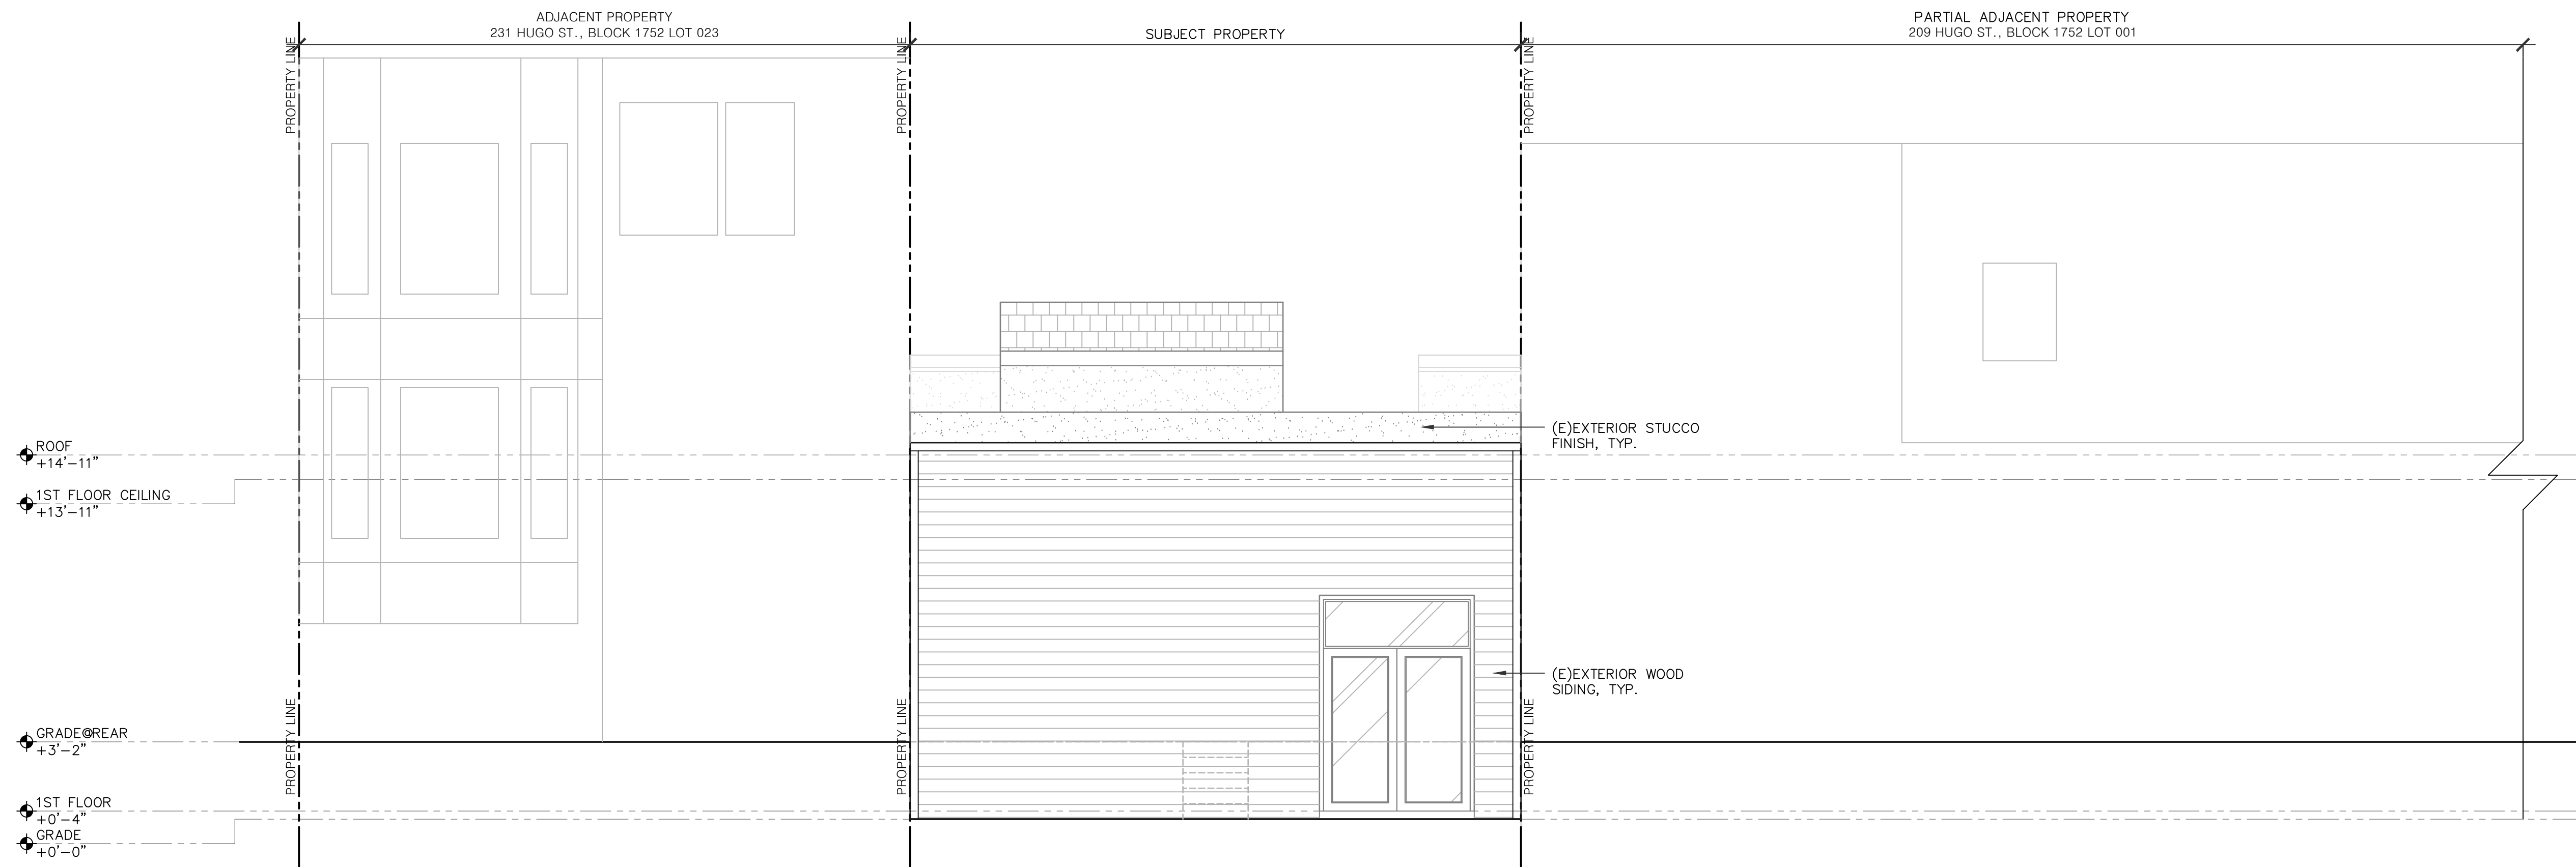 ADJACENT PROPERTY
231 HUGO ST., BLOCK 1752 LOT 023
SUBJECT PROPERTY
PARTIAL ADJACENT PROPERTY
209 HUGO ST., BLOCK 1752 LOT 001
PROPERTY LINE
PROPERTY LINE
PROPERTY LINE
(E)EXTERIOR STUCCO
FINISH, TYP.
ROOF
+14'-11"
1ST FLOOR CEILING
+13'-11"
(E)EXTERIOR WOOD
SIDING, TYP.
PROPERTY LINE
PROPERTY LINE
PROPERTY LINE
GRADE@REAR
+3'-2"
1ST FLOOR
+0'-4"
GRADE
+0'-0"